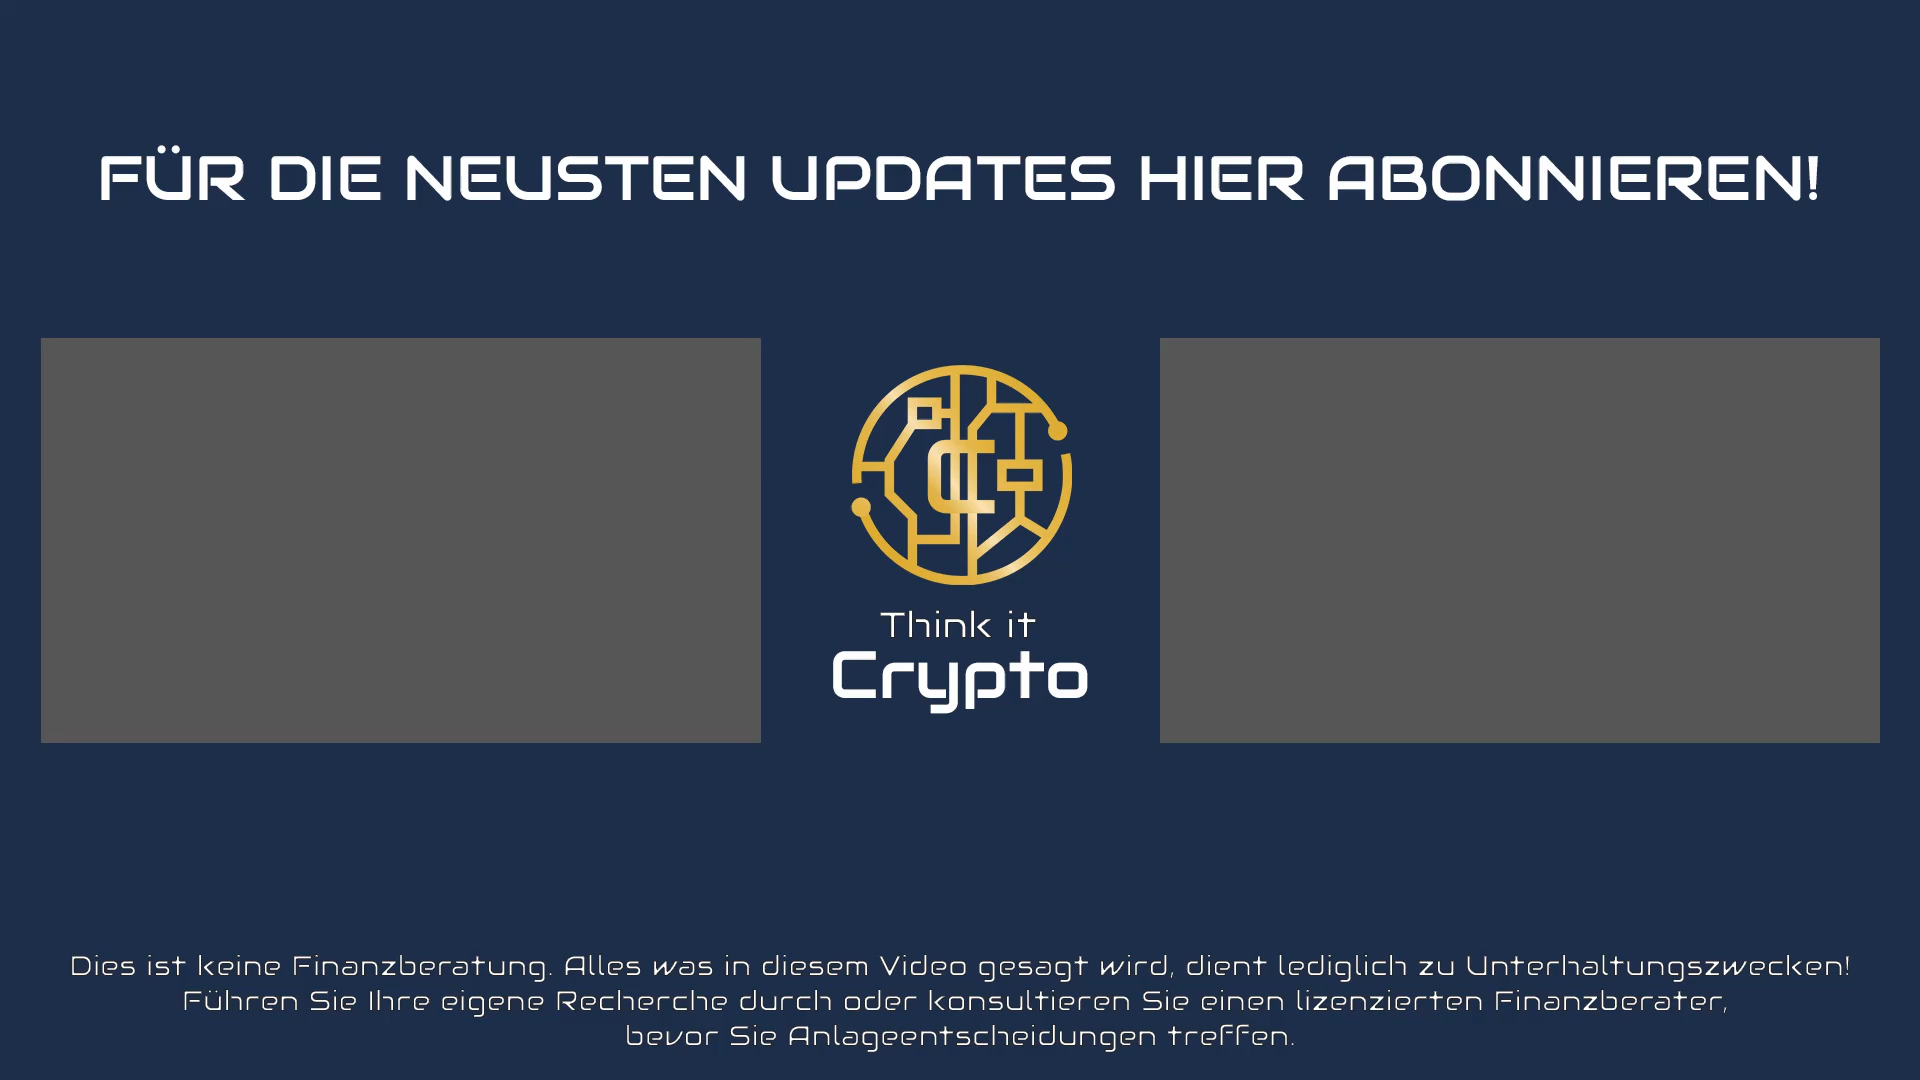 FÜR DIE NEUSTEN UPDATES HIER ABONNIEREN!
Think it
Crypto
Dies ist keine Finanzberatung. Alles was in diesem Video gesagt wird, dient lediglich zu Unterhaltungszwecken!
Führen Sie Ihre eigene Recherche durch oder konsultieren Sie einen lizenzierten Finanzberater,
bevor Sie Anlageentscheidungen treffen.